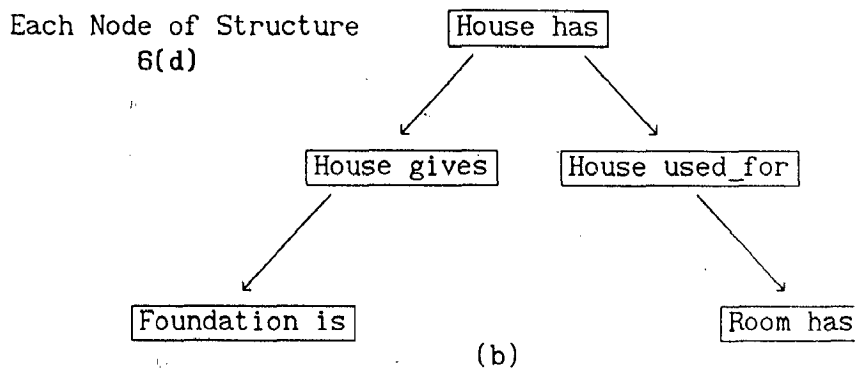 Each Node of Structure
6(d)
House has
House gives
House used_for
Foundation is
Room has
(b)